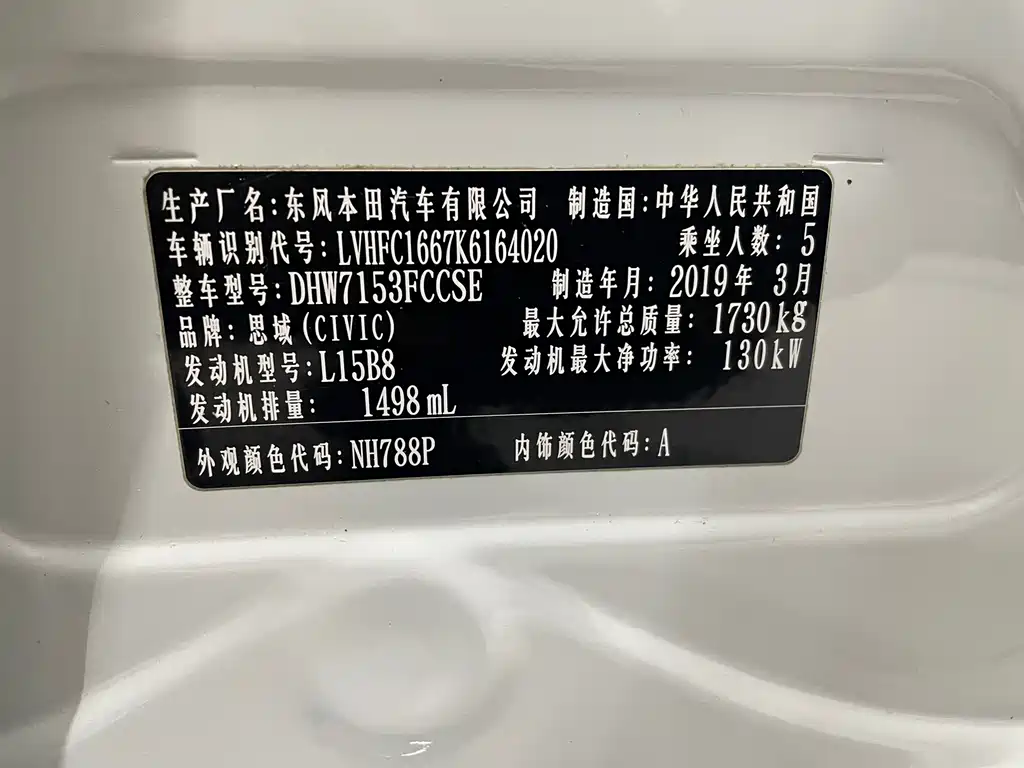 生产厂名:东风本田汽车有限公司 制造国:中华人民共和国
车辆识别代号:LVHFC1667K6164020 乘坐人数:5
整车型号:DHW7153FCCSE 制造年月:2019年 3月
品牌:思域(CIVIC) 最大允许总质量:1730kg
发动机型号:L15B8 发动机最大净功率:130kW
发动机排量: 1498mL
外观颜色代码:NH788P 内饰颜色代码:A